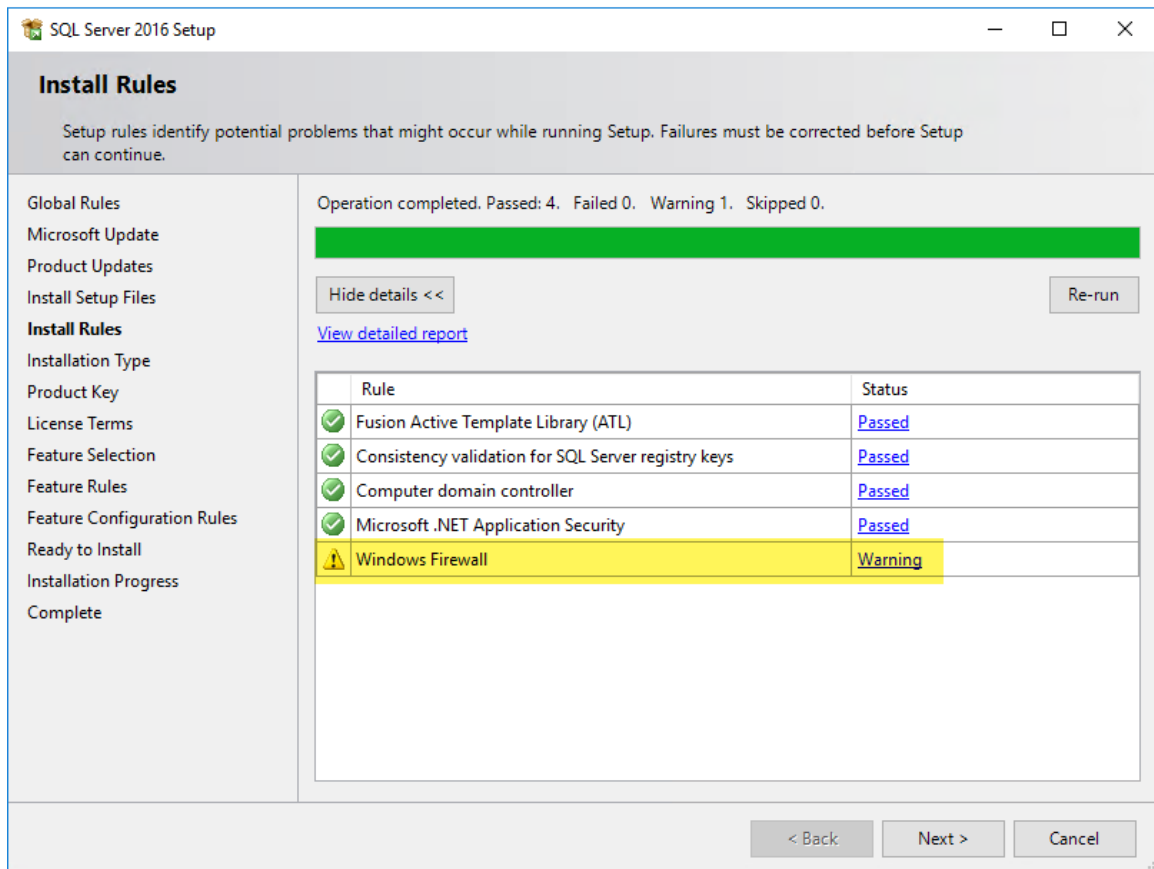 SQL Server 2016 Setup
Install Rules
Setup rules identify potential problems that might occur while running Setup. Failures must be corrected before Setup
can continue.
Global Rules
Microsoft Update
Product Updates
Install Setup Files
Install Rules
Installation Type
Product Key
License Terms
Feature Selection
Feature Rules
Feature Configuration Rules
Ready to Install
Installation Progress
Complete
Operation completed. Passed: 4.   Failed 0.   Warning 1.   Skipped 0.
Hide details <<
Re-run
View detailed report
Rule Status
Fusion Active Template Library (ATL) Passed
Consistency validation for SQL Server registry keys Passed
Computer domain controller Passed
Microsoft .NET Application Security Passed
Windows Firewall Warning
< Back Next > Cancel